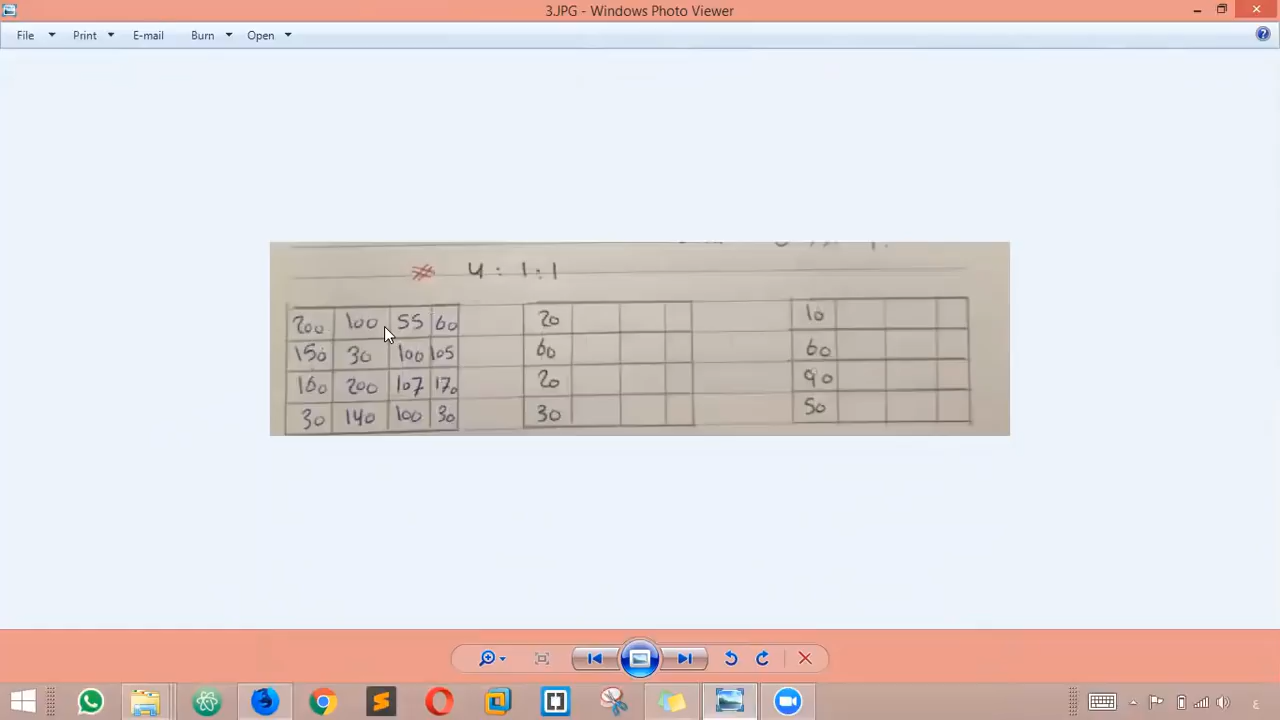 3.JPG - Windows Photo Viewer
File Print E-mail Burn Open
4 : 1 : 1
200 100 55 60 20 10
150 30 100 105 60 60
160 200 107 170 20 90
30 140 100 30 30 50
ع